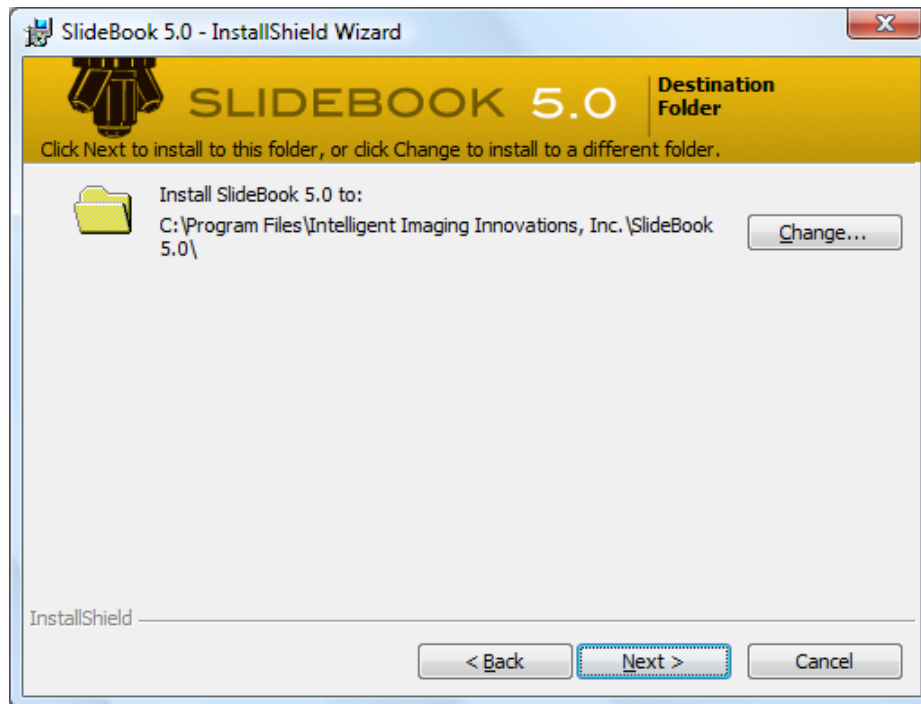 SlideBook 5.0 - InstallShield Wizard
SLIDEBOOK 5.0
Destination
Folder
Click Next to install to this folder, or click Change to install to a different folder.
Install SlideBook 5.0 to:
C:\Program Files\Intelligent Imaging Innovations, Inc.\SlideBook
5.0\
Change...
InstallShield
< Back
Next >
Cancel